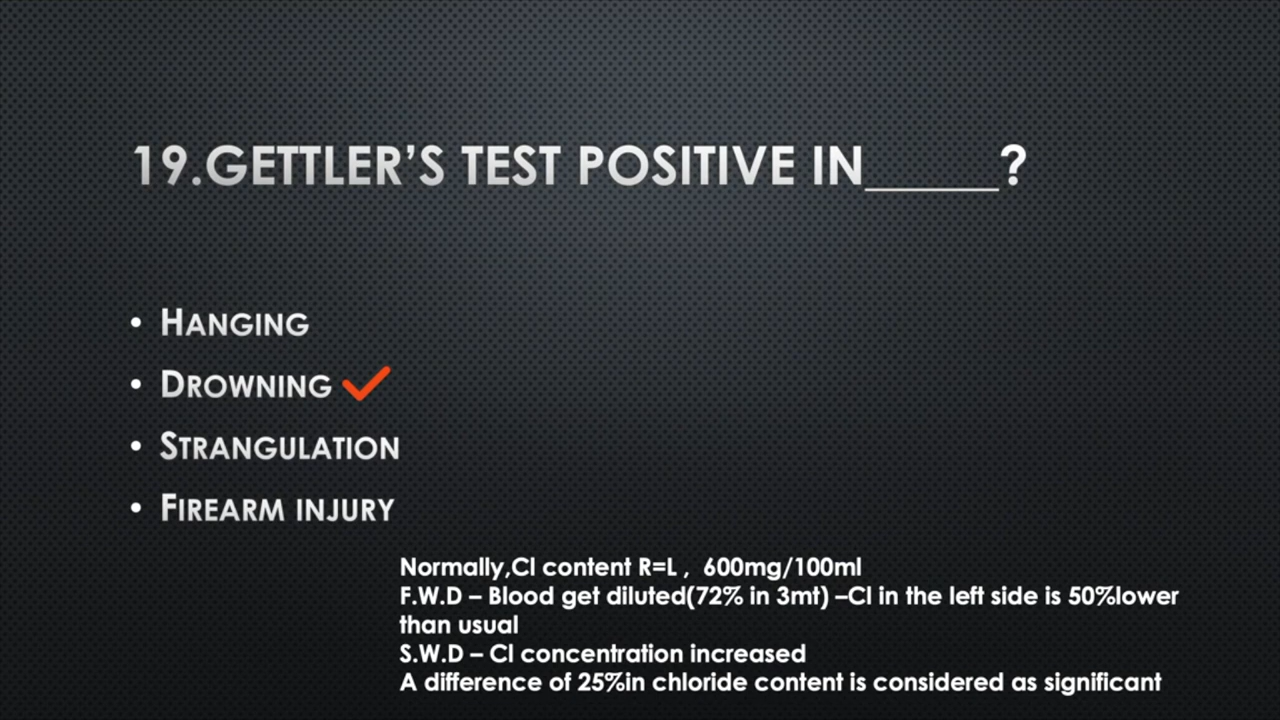 19.GETTLER’S TEST POSITIVE IN______?
• HANGING
• DROWNING
• STRANGULATION
• FIREARM INJURY
Normally,Cl content R=L , 600mg/100ml
F.W.D – Blood get diluted(72% in 3mt) –Cl in the left side is 50%lower
than usual
S.W.D – Cl concentration increased
A difference of 25%in chloride content is considered as significant